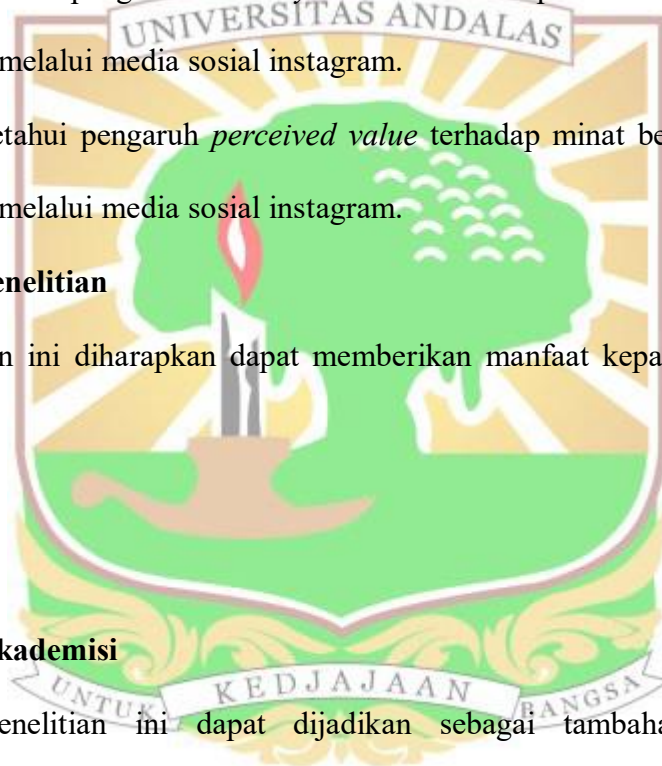 UNIVERSITAS ANDALAS
melalui media sosial instagram.
etahui pengaruh perceived value terhadap minat be
melalui media sosial instagram.
enelitian
n ini diharapkan dapat memberikan manfaat kepa
kademisi
UNTUK KEDJAJAAN BANGSA
enelitian ini dapat dijadikan sebagai tambaha